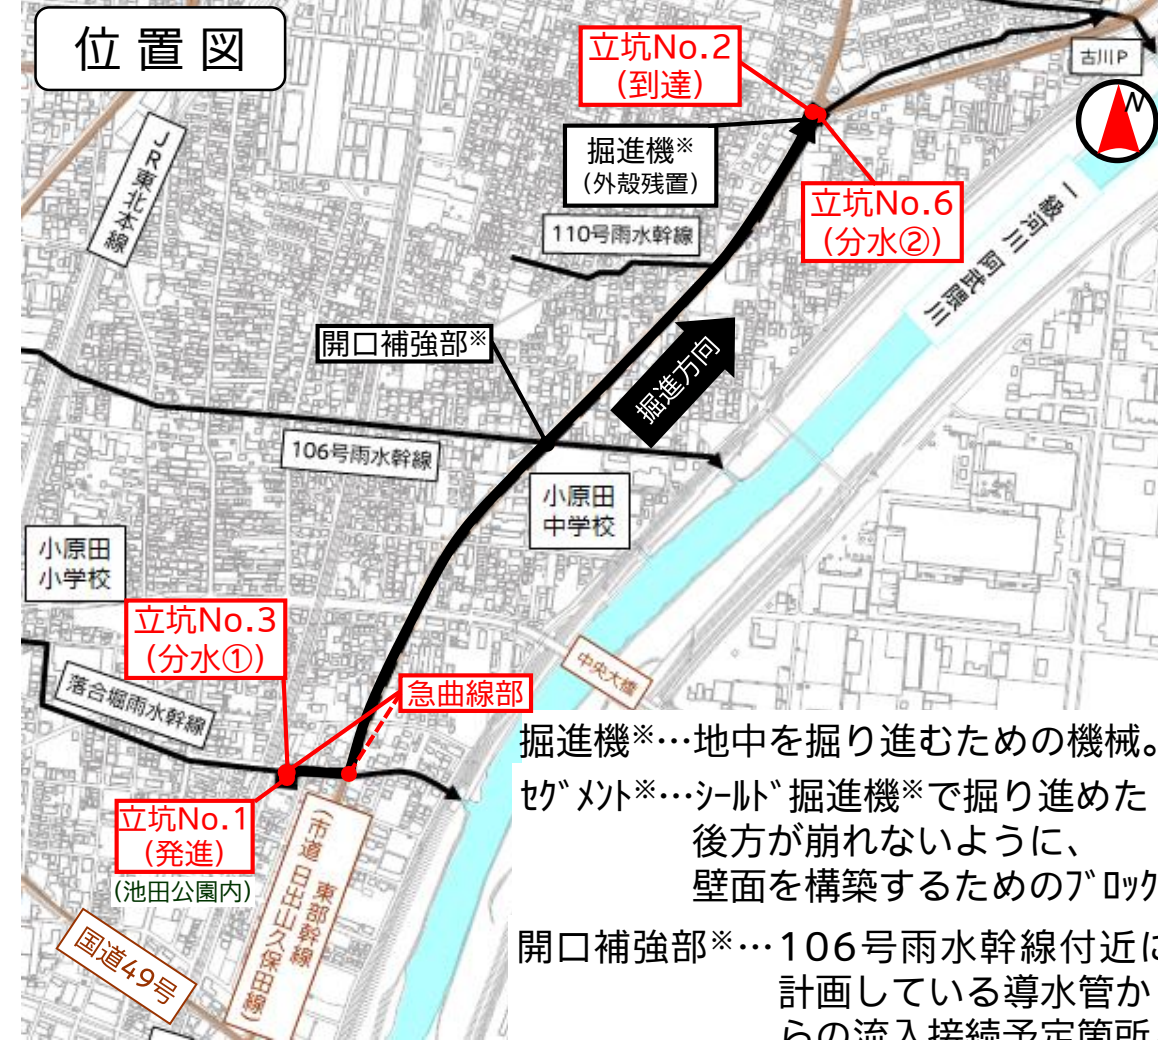 位置図
立坑No.2
(到達)
古川P
N
JR東北本線
掘進機※
(外殻残置)
立坑No.6
(分水②)
110号雨水幹線
一級河川 阿武隈川
開口補強部※
掘進方向
106号雨水幹線
小原田
中学校
小原田
小学校
立坑No.3
(分水①)
中央大橋
急曲線部
落合堀雨水幹線
立坑No.1
(発進)
(池田公園内)
東部幹線
(市道 日出山久保田線)
国道49号
掘進機※…地中を掘り進むための機械。
ｾｸﾞﾒﾝﾄ※…ｼｰﾙﾄﾞ掘進機※で掘り進めた
後方が崩れないように、
壁面を構築するためのﾌﾞﾛｯｸ
開口補強部※…106号雨水幹線付近に
計画している導水管か
らの流入接続予定箇所